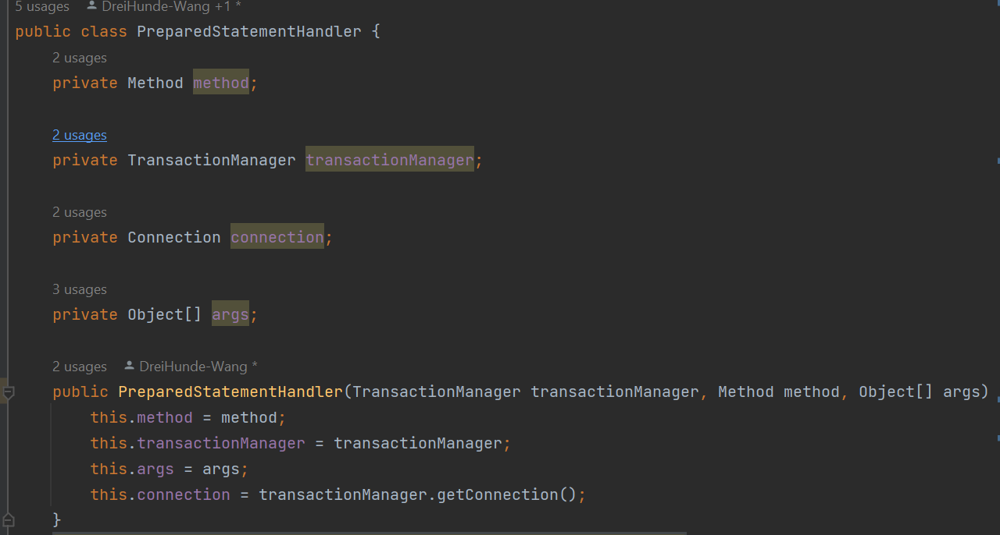 5 usages DreiHunde-Wang +1 *
public class PreparedStatementHandler {
2 usages
private Method method;
2 usages
private TransactionManager transactionManager;
2 usages
private Connection connection;
3 usages
private Object[] args;
2 usages DreiHunde-Wang *
public PreparedStatementHandler(TransactionManager transactionManager, Method method, Object[] args)
this.method = method;
this.transactionManager = transactionManager;
this.args = args;
this.connection = transactionManager.getConnection();
}